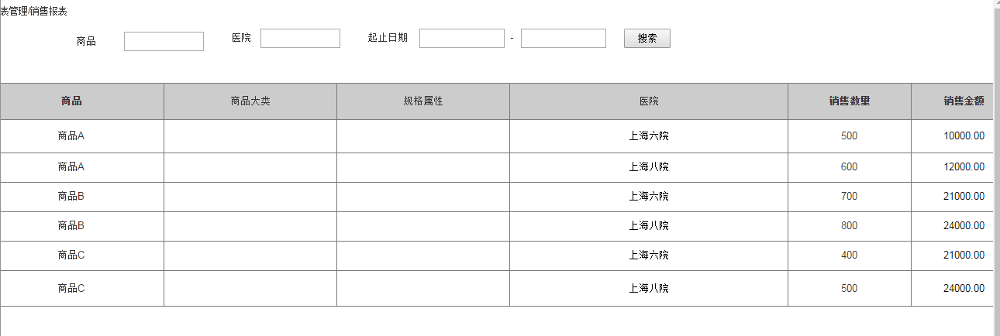 表管理/销售报表
商品 医院 起止日期 - 搜索
商品 商品大类 规格属性 医院 销售数量 销售金额
商品A 上海六院 500 10000.00
商品A 上海八院 600 12000.00
商品B 上海六院 700 21000.00
商品B 上海八院 800 24000.00
商品C 上海六院 400 21000.00
商品C 上海八院 500 24000.00